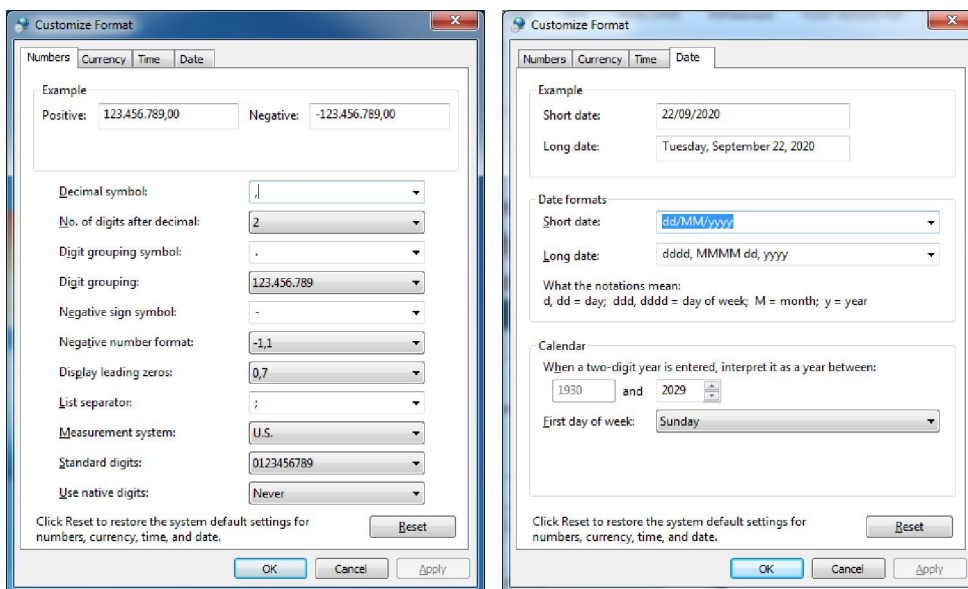 Customize Format
Numbers Currency Time Date
Example
Positive: 123.456.789,00 Negative: -123.456.789,00
Decimal symbol: ,
No. of digits after decimal: 2
Digit grouping symbol: .
Digit grouping: 123.456.789
Negative sign symbol: -
Negative number format: -1,1
Display leading zeros: 0,7
List separator: ;
Measurement system: U.S.
Standard digits: 0123456789
Use native digits: Never
Click Reset to restore the system default settings for
numbers, currency, time, and date.
Reset
OK Cancel Apply
Customize Format
Numbers Currency Time Date
Example
Short date: 22/09/2020
Long date: Tuesday, September 22, 2020
Date formats
Short date: dd/MM/yyyy
Long date: dddd, MMMM dd, yyyy
What the notations mean:
d, dd = day; ddd, dddd = day of week; M = month; y = year
Calendar
When a two-digit year is entered, interpret it as a year between:
1930 and 2029
First day of week: Sunday
Click Reset to restore the system default settings for
numbers, currency, time, and date.
Reset
OK Cancel Apply